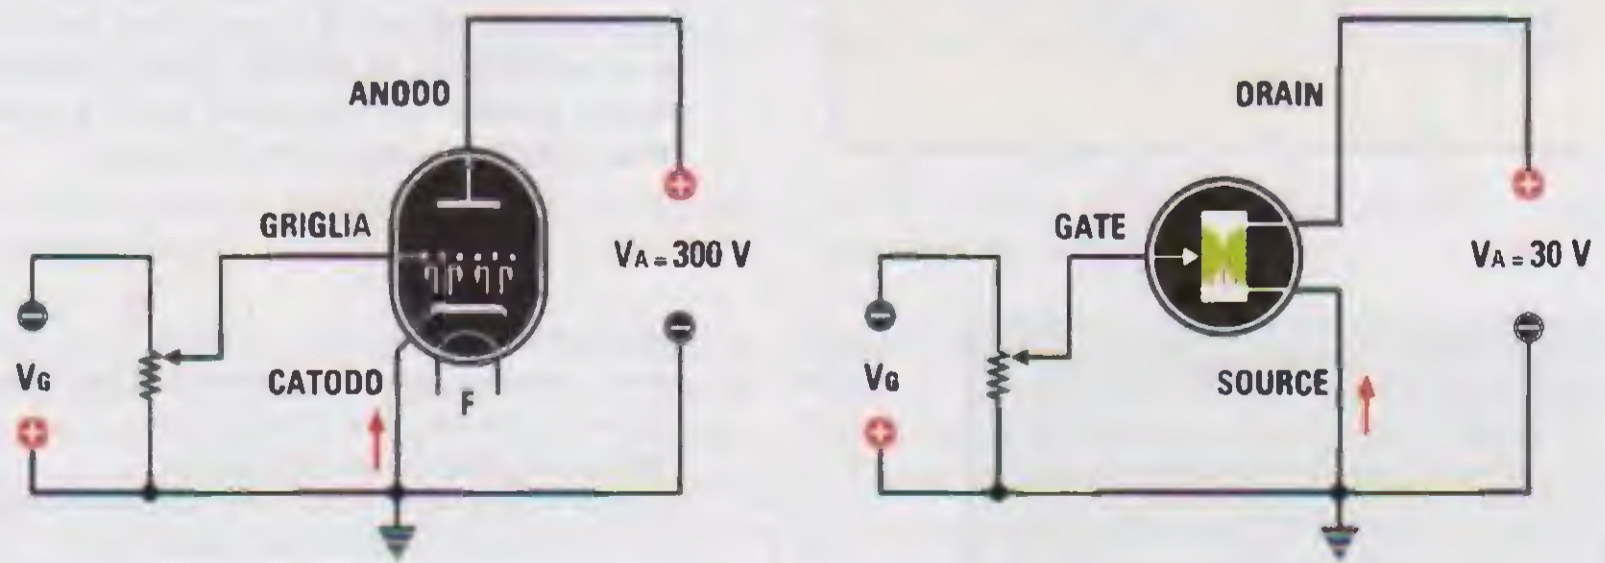 ANODO
GRIGLIA
VA = 300 V
VG
CATODO
F
DRAIN
GATE
VA = 30 V
VG
SOURCE